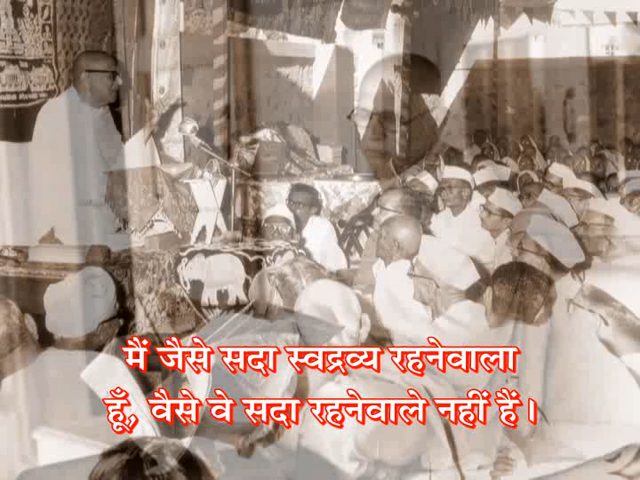 मैं जैसे सदा स्वद्रव्य रहनेवाला
हूँ, वैसे वे सदा रहनेवाले नहीं हैं।